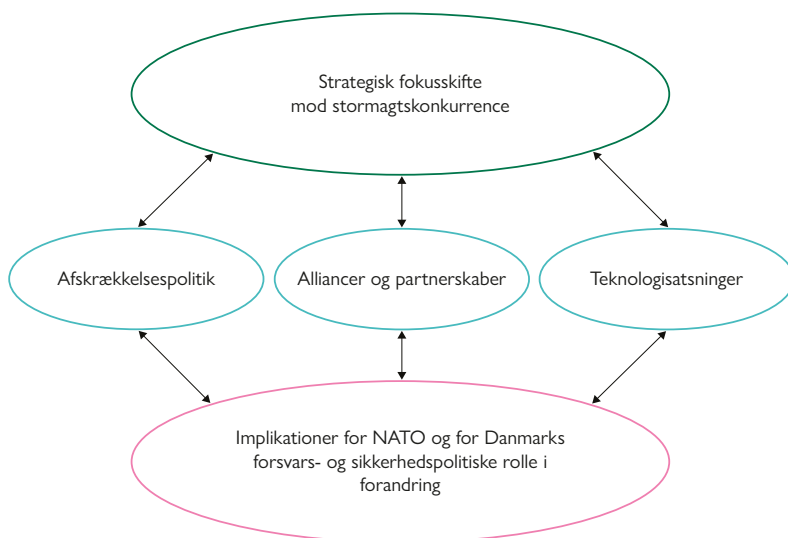 Strategisk fokusskifte
mod stormagtskonkurrence
Afskrækkelsespolitik
Alliancer og partnerskaber
Teknologisatsninger
Implikationer for NATO og for Danmarks
forsvars- og sikkerhedspolitiske rolle i
forandring